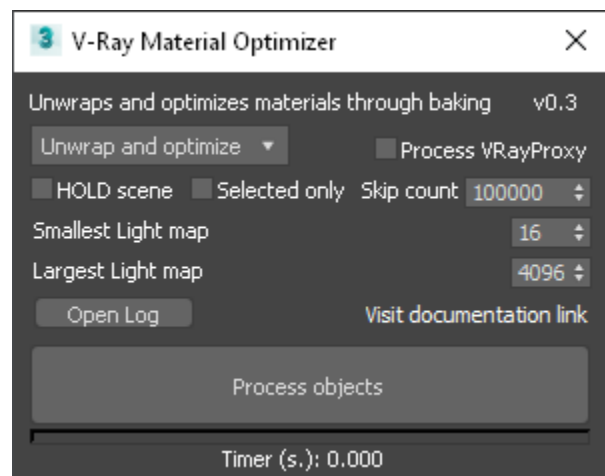 3 V-Ray Material Optimizer
Unwraps and optimizes materials through baking v0.3
Unwrap and optimize Process VRayProxy
HOLD scene Selected only Skip count 100000
Smallest Light map 16
Largest Light map 4096
Open Log Visit documentation link
Process objects
Timer (s.): 0.000